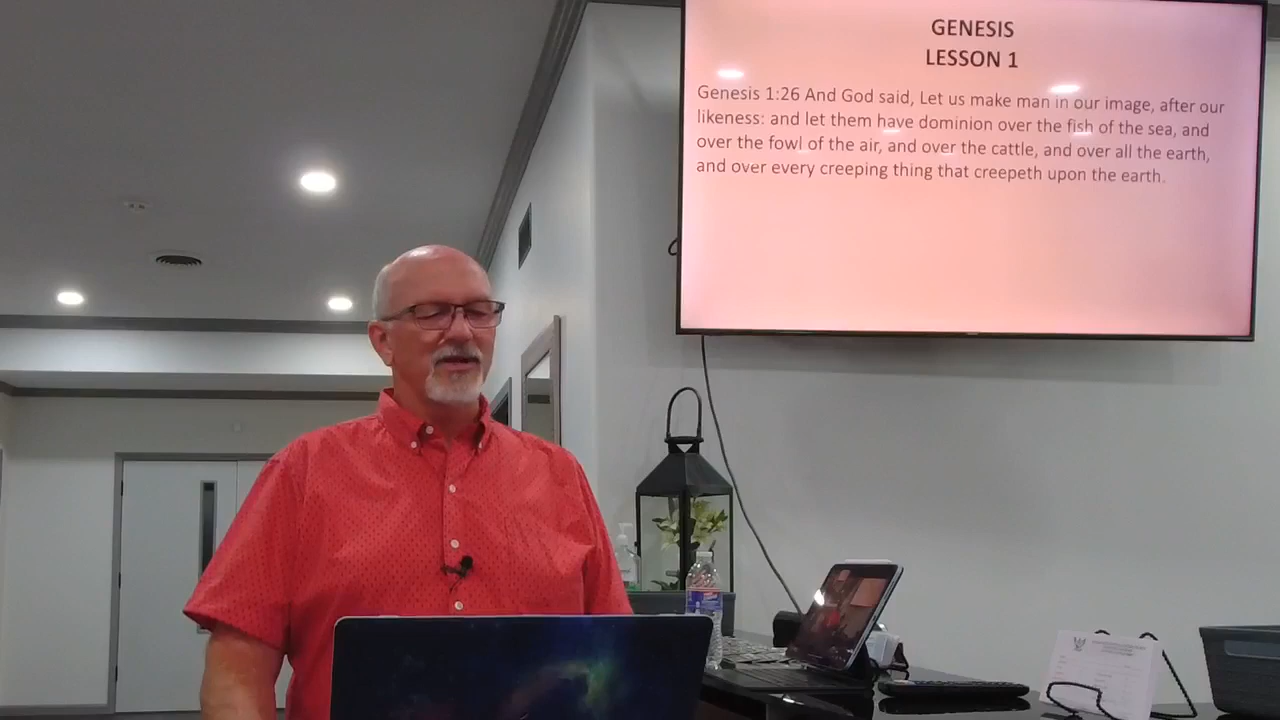 GENESIS
LESSON 1
Genesis 1:26 And God said, Let us make man in our image, after our
likeness: and let them have dominion over the fish of the sea, and
over the fowl of the air, and over the cattle, and over all the earth,
and over every creeping thing that creepeth upon the earth.